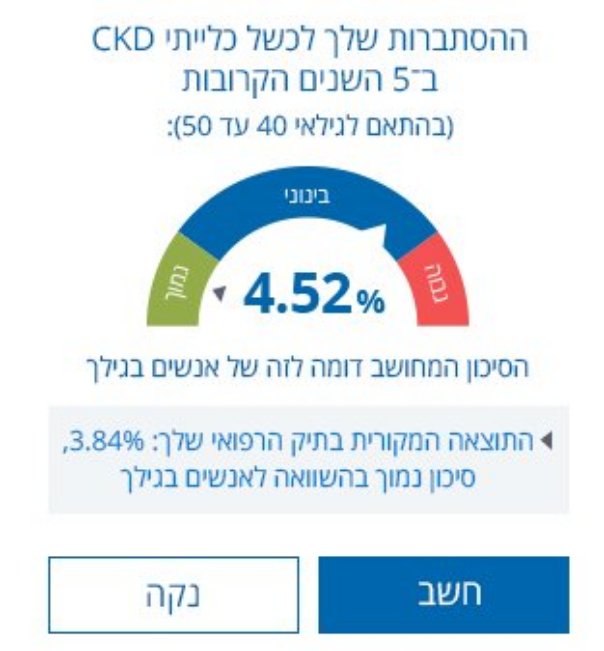 ההסתברות שלך לכשל כלייתי CKD
ב־5 השנים הקרובות
(בהתאם לגילאי 40 עד 50):
בינוני
נמוך
גבוה
4.52%
הסיכון המחושב דומה לזה של אנשים בגילך
התוצאה המקורית בתיק הרפואי שלך: 3.84%,
סיכון נמוך בהשוואה לאנשים בגילך
חשב
נקה